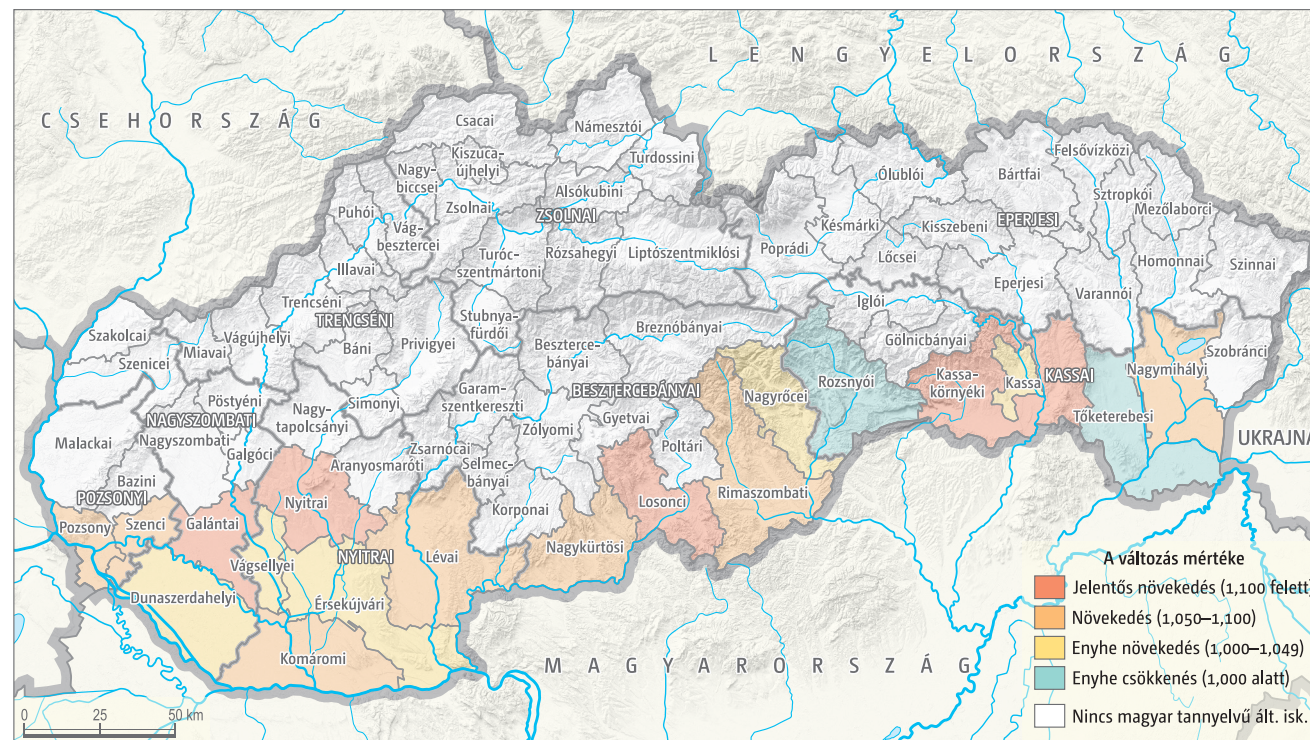 LENGYELORSZÁG
CSEHORSZÁG
Csacai
Námesztói
Turdossini
Kiszuca-
újhelyi
Nagy-
bicsei
Alsókubini
Zsolnai
ZSOLNAI
Puhói
Vág-
besztercei
Turóc-
szentmártoni
Rózsahegyi
Liptószentmiklósi
Illavai
Trencséni
TRENCSÉNI
Báni
Privigyei
Stubnya-
fürdői
Felsővízközi
Ólublói
Bártfai
Sztropkói
Mezőlaborci
Késmárki
Kisszebeni
EPERJESI
Poprádi
Lőcsei
Homonnai
Szinnai
Eperjesi
Varannói
Iglói
Gölnicbányai
Szakolcai
Szenicei
Miavai
Vágújhelyi
Pöstyéni
NAGYSZOMBATI
Nagyszombati
Galgóci
Nagy-
tapolcsányi
Simonyi
Malackai
Bazini
POZSONYI
Breznóbányai
Beszterce-
bányai
BESZTERCEBÁNYAI
Garam-
szentkereszti
Zólyomi
Gyetvai
Poltári
Zsarnócai
Aranyosmaróti
Selmec-
bányai
Korponai
Nagyrőcei
Rozsnyói
Kassa-
környéki
Kassa
KASSAI
Nagymihályi
Szobránci
Tőketerebesi
UKRAJNA
Pozsony
Szenci
Galántai
Nyitrai
NYITRAI
Vágsellyei
Dunaszerdahelyi
Érsekújvári
Lévai
Nagykürtösi
Losonci
Rimaszombati
Komáromi
MAGYARORSZÁG
A változás mértéke
Jelentős növekedés (1,100 felett)
Növekedés (1,050–1,100)
Enyhe növekedés (1,000–1,049)
Enyhe csökkenés (1,000 alatt)
Nincs magyar tannyelvű ált. isk.
0 25 50 km